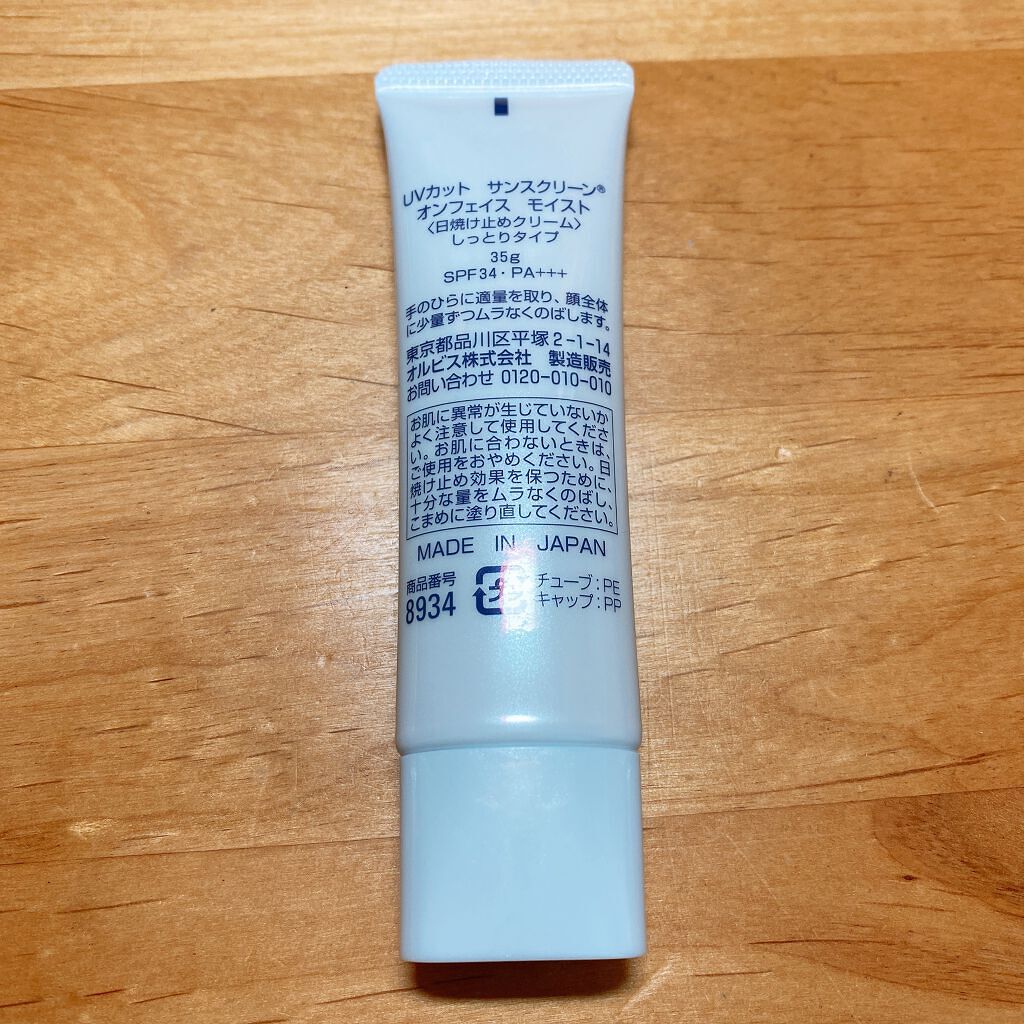 UVカット サンスクリーン®
オンフェイス モイスト
〈日焼け止めクリーム〉
しっとりタイプ
35g
SPF34・PA+++
手のひらに適量を取り、顔全体
に少量ずつムラなくのばします。
東京都品川区平塚2-1-14
オルビス株式会社 製造販売
お問い合わせ 0120-010-010
お肌に異常が生じていないか
よく注意して使用してくださ
い。お肌に合わないときは、
ご使用をおやめください。日
焼け止め効果を保つために、
十分な量をムラなくのばし、
こまめに塗り直してください。
MADE IN JAPAN
商品番号
8934
プラ
チューブ:PE
キャップ:PP